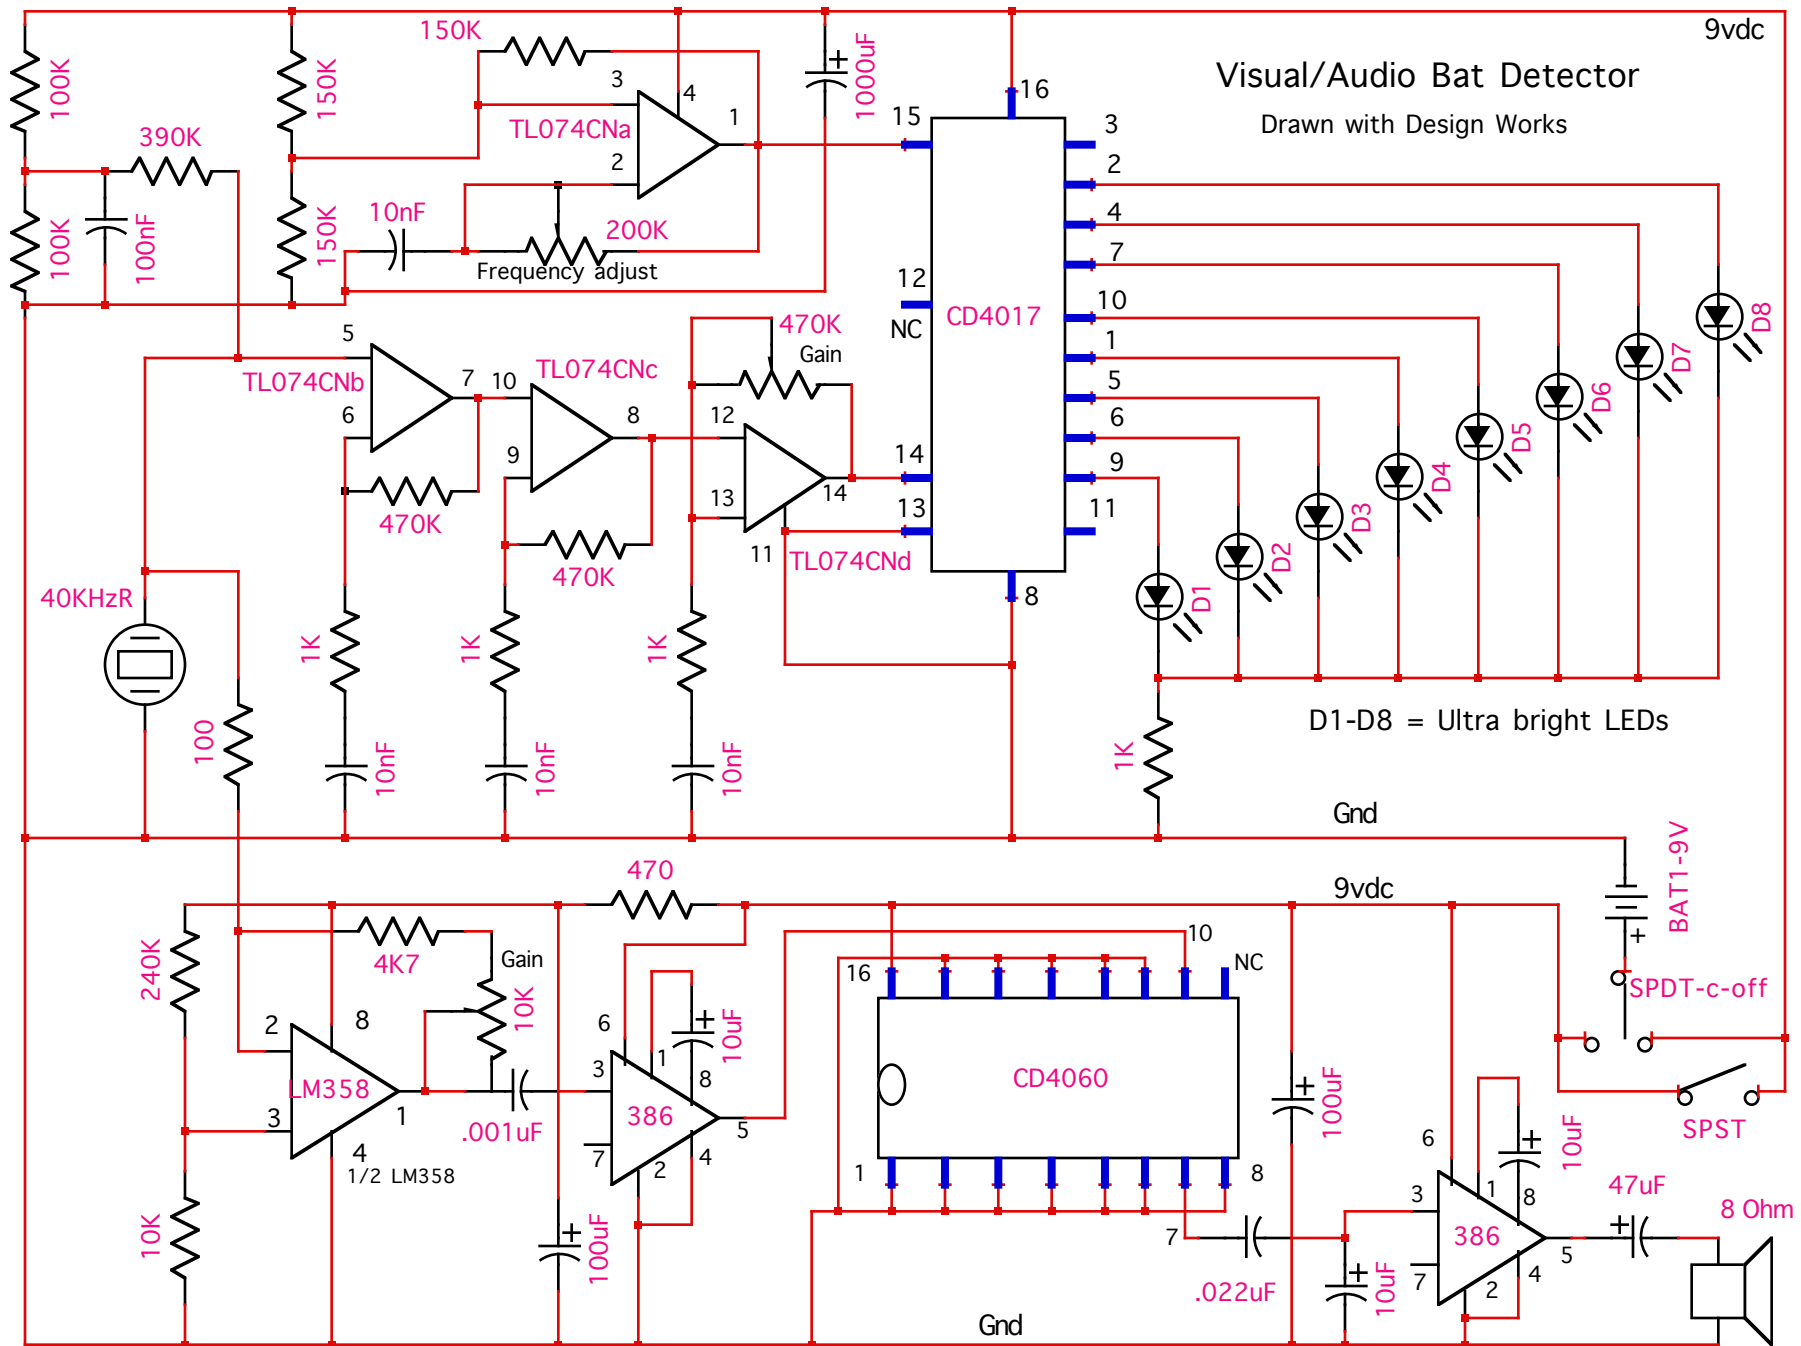 9vdc
Visual/Audio Bat Detector
Drawn with Design Works
100K
150K
150K
3
4
1
TL074CNa
2
1000uF
16
15
3
2
390K
100K
100nF
150K
10nF
200K
Frequency adjust
4
7
12
NC
CD4017
10
1
5
6
9
11
14
13
8
5
TL074CNb
6
7
10
TL074CNc
9
8
470K
Gain
12
13
14
11
TL074CNd
470K
470K
D8
D7
D6
D5
D4
D3
D2
D1
40KHzR
1K
1K
1K
100
10nF
10nF
10nF
1K
D1-D8 = Ultra bright LEDs
Gnd
BAT1-9V
+
470
9vdc
240K
4K7
Gain
10K
2
8
LM358
3
1
4
1/2 LM358
.001uF
10K
100uF
6
1
10uF
8
3
386
7
2
4
5
16
10
NC
CD4060
1
8
7
.022uF
100uF
10uF
SPDT-c-off
SPST
6
3
1
8
10uF
386
7
2
4
5
47uF
8 Ohm
Gnd